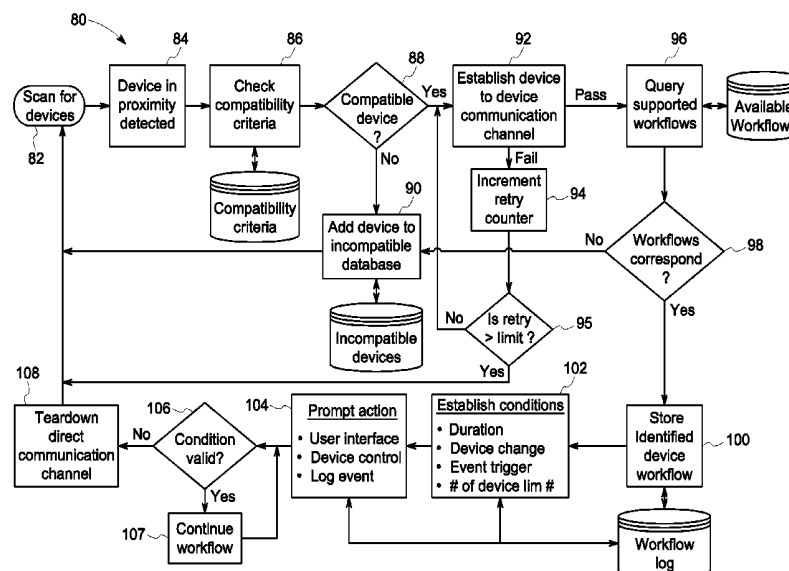 80
84
86
88
92
96
Scan for
devices
82
Device in
proximity
detected
Check
compatibility
criteria
Compatible
device
?
Yes
No
Establish device
to device
communication
channel
Pass
Fail
Query
supported
workflows
Available
Workflow
Compatibility
criteria
90
Add device to
incompatible
database
Incompatible
devices
Increment
retry
counter
94
Is retry
> limit ?
95
No
Yes
No
Workflows
correspond
?
98
Yes
108
Teardown
direct
communication
channel
106
Condition
valid?
No
Yes
107
Continue
workflow
104
Prompt action
• User interface
• Device control
• Log event
102
Establish conditions
• Duration
• Device change
• Event trigger
• # of device lim #
Store
Identified
device
workflow
100
Workflow
log